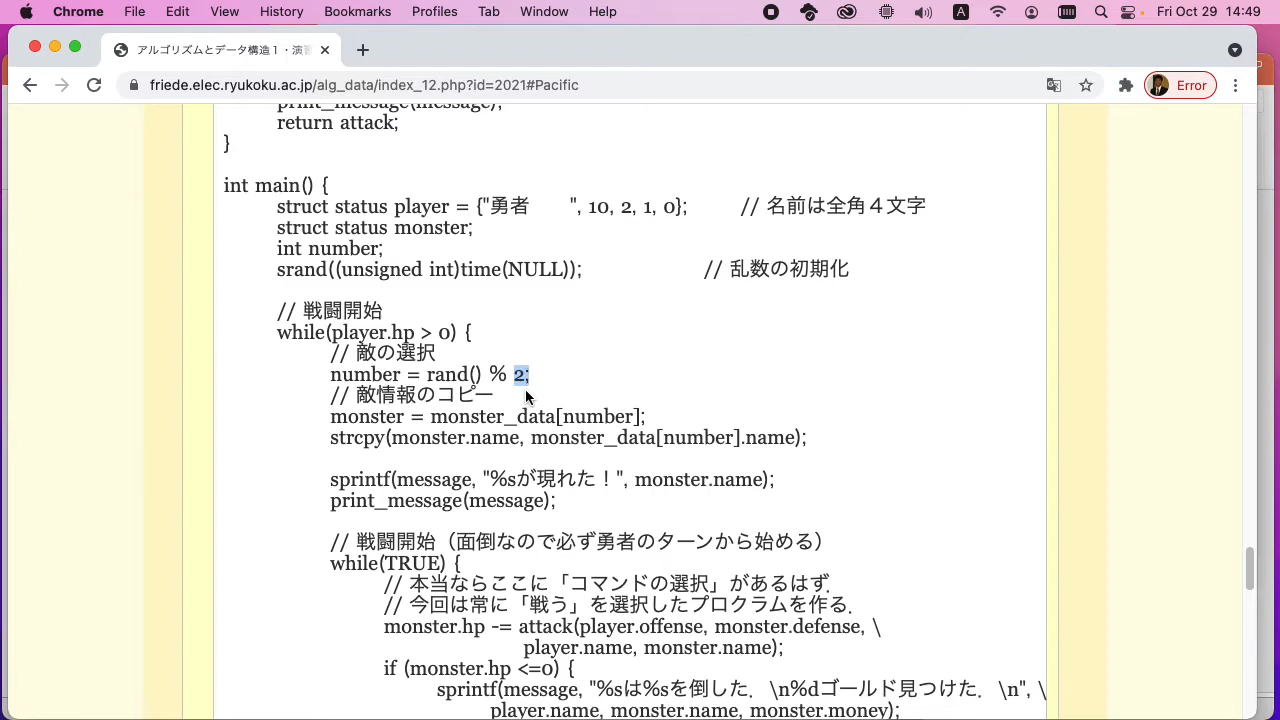 Chrome File Edit View History Bookmarks Profiles Tab Window Help A Fri Oct 29 14:49
アルゴリズムとデータ構造１・演習
friede.elec.ryukoku.ac.jp/alg_data/index_12.php?id=2021#Pacific Error
print_message(message);
return attack;
}
int main() {
struct status player = {"勇者　　", 10, 2, 1, 0}; // 名前は全角４文字
struct status monster;
int number;
srand((unsigned int)time(NULL)); // 乱数の初期化
// 戦闘開始
while(player.hp > 0) {
// 敵の選択
number = rand() % 2;
// 敵情報のコピー
monster = monster_data[number];
strcpy(monster.name, monster_data[number].name);
sprintf(message, "%sが現れた！", monster.name);
print_message(message);
// 戦闘開始（面倒なので必ず勇者のターンから始める）
while(TRUE) {
// 本当ならここに「コマンドの選択」があるはず．
// 今回は常に「戦う」を選択したプロクラムを作る．
monster.hp -= attack(player.offense, monster.defense, \
player.name, monster.name);
if (monster.hp <=0) {
sprintf(message, "%sは%sを倒した．\n%dゴールド見つけた．\n", \
player.name, monster.name, monster.money);